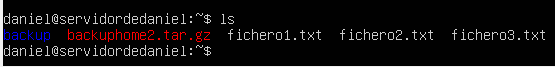 daniel@servidordedaniel:~$ ls
backup backuphome2.tar.gz fichero1.txt fichero2.txt fichero3.txt
daniel@servidordedaniel:~$